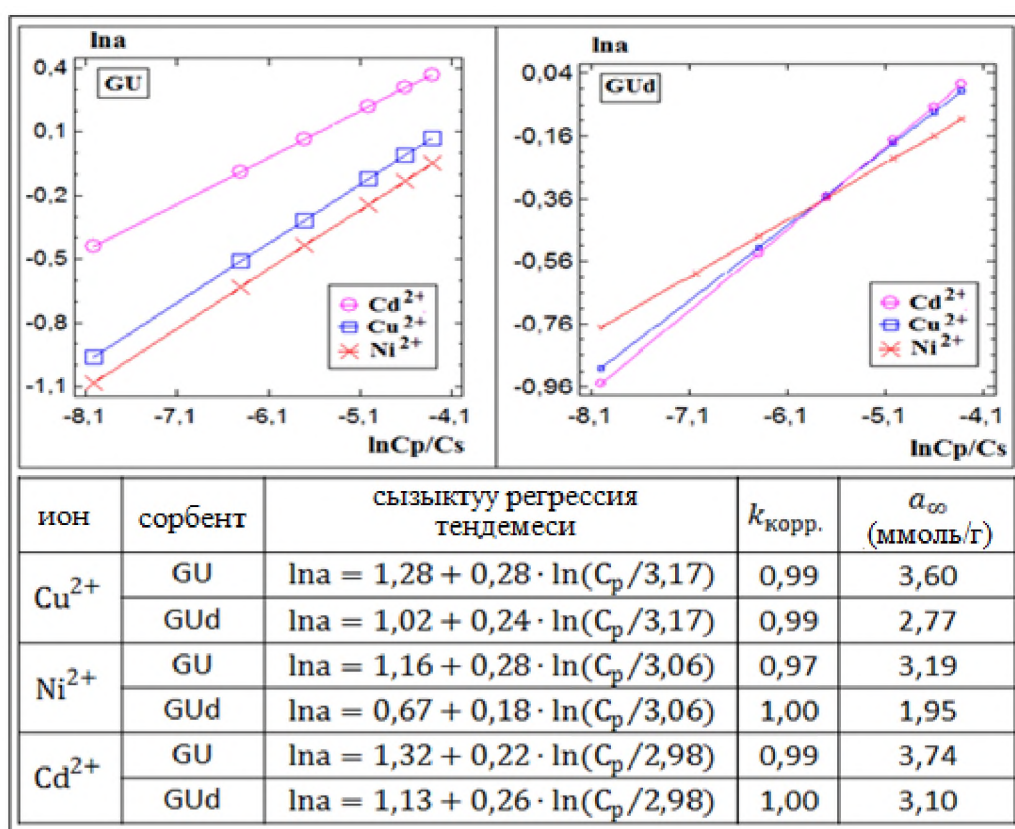 lna
0,4
0,1
-0,2
-0,5
-0,8
-1,1
GU
Cd2+
Cu2+
Ni2+
-8,1 -7,1 -6,1 -5,1 -4,1
lnCp/Cs
lna
0,04
-0,16
-0,36
-0,56
-0,76
-0,96
GUd
Cd2+
Cu2+
Ni2+
-8,1 -7,1 -6,1 -5,1 -4,1
lnCp/Cs
ион сорбент сызыктуу регрессия теңдемеси kкорр. a∞ (ммоль/г)
Cu2+ GU lna = 1,28 + 0,28 · ln(Cp/3,17) 0,99 3,60
GUd lna = 1,02 + 0,24 · ln(Cp/3,17) 0,99 2,77
Ni2+ GU lna = 1,16 + 0,28 · ln(Cp/3,06) 0,97 3,19
GUd lna = 0,67 + 0,18 · ln(Cp/3,06) 1,00 1,95
Cd2+ GU lna = 1,32 + 0,22 · ln(Cp/2,98) 0,99 3,74
GUd lna = 1,13 + 0,26 · ln(Cp/2,98) 1,00 3,10